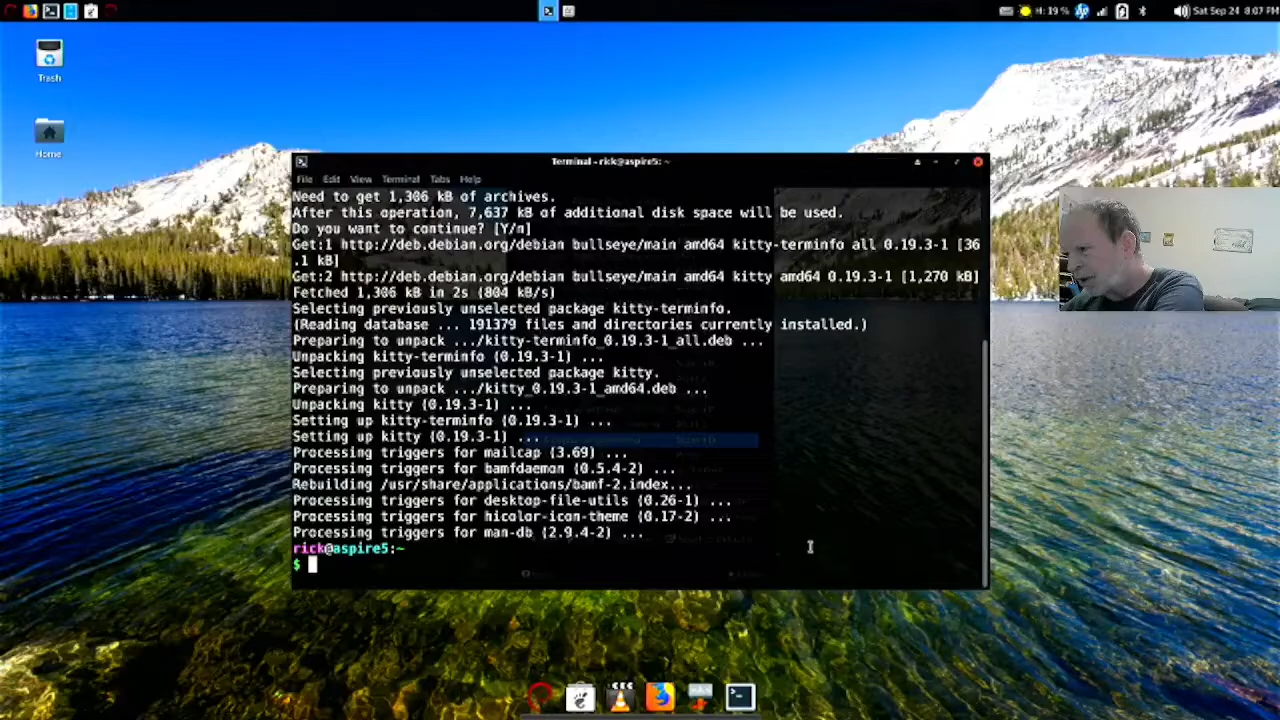 H: 19 %
Sat Sep 24 8:07 PM
Trash
Home
Terminal - rick@aspire5: ~
File Edit View Terminal Tabs Help
Need to get 1,306 kB of archives.
After this operation, 7,637 kB of additional disk space will be used.
Do you want to continue? [Y/n]
Get:1 http://deb.debian.org/debian bullseye/main amd64 kitty-terminfo all 0.19.3-1 [36
.1 kB]
Get:2 http://deb.debian.org/debian bullseye/main amd64 kitty amd64 0.19.3-1 [1,270 kB]
Fetched 1,306 kB in 2s (804 kB/s)
Selecting previously unselected package kitty-terminfo.
(Reading database ... 191379 files and directories currently installed.)
Preparing to unpack .../kitty-terminfo_0.19.3-1_all.deb ...
Unpacking kitty-terminfo (0.19.3-1) ...
Selecting previously unselected package kitty.
Preparing to unpack .../kitty_0.19.3-1_amd64.deb ...
Unpacking kitty (0.19.3-1) ...
Setting up kitty-terminfo (0.19.3-1) ...
Setting up kitty (0.19.3-1) ...
Processing triggers for mailcap (3.69) ...
Processing triggers for bamfdaemon (0.5.4-2) ...
Rebuilding /usr/share/applications/bamf-2.index...
Processing triggers for desktop-file-utils (0.26-1) ...
Processing triggers for hicolor-icon-theme (0.17-2) ...
Processing triggers for man-db (2.9.4-2) ...
rick@aspire5:~
$